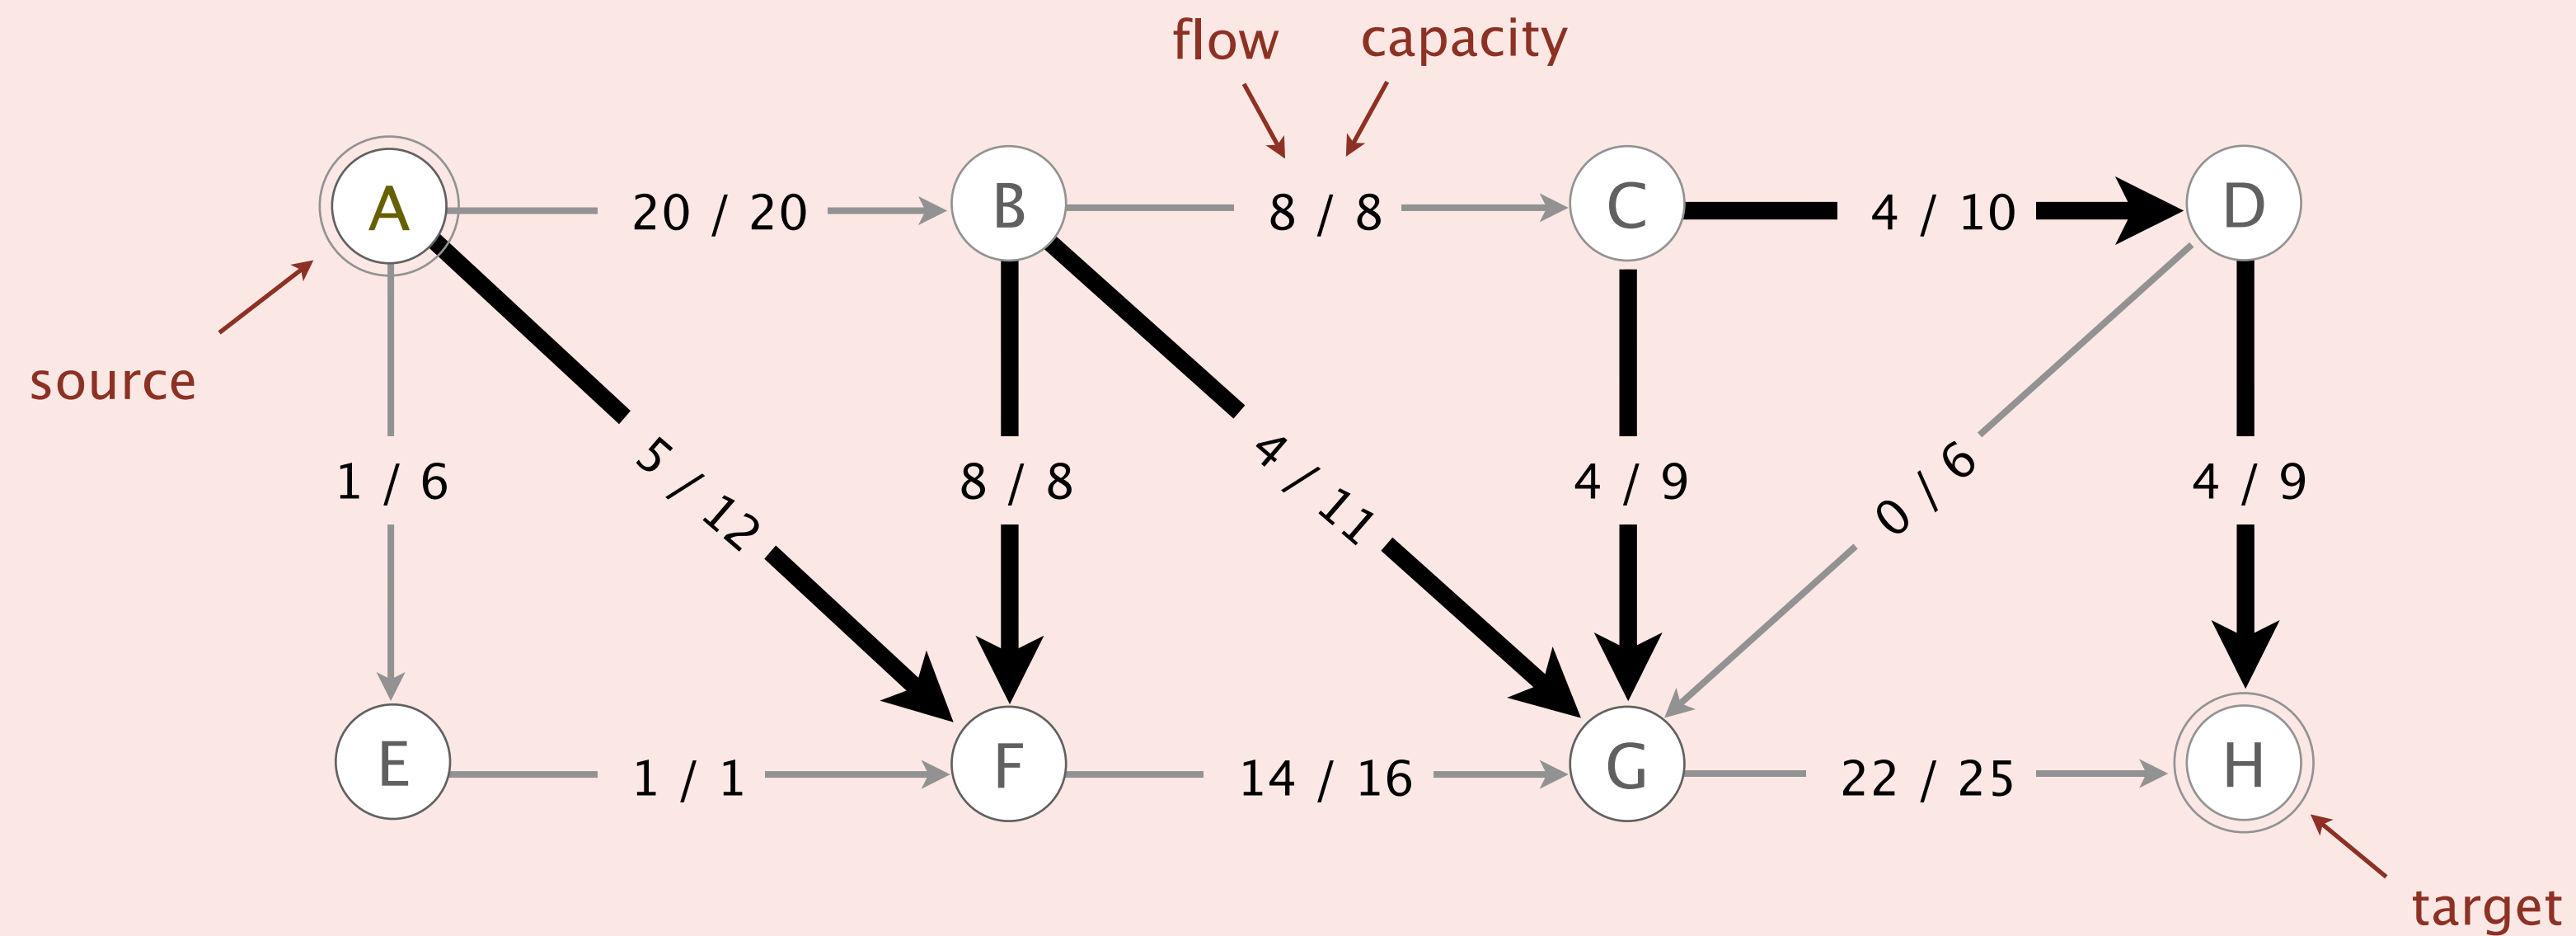 flow
capacity
A
20 / 20
B
8 / 8
C
4 / 10
D
source
1 / 6
5 / 12
8 / 8
4 / 11
4 / 9
0 / 6
4 / 9
E
1 / 1
F
14 / 16
G
22 / 25
H
target